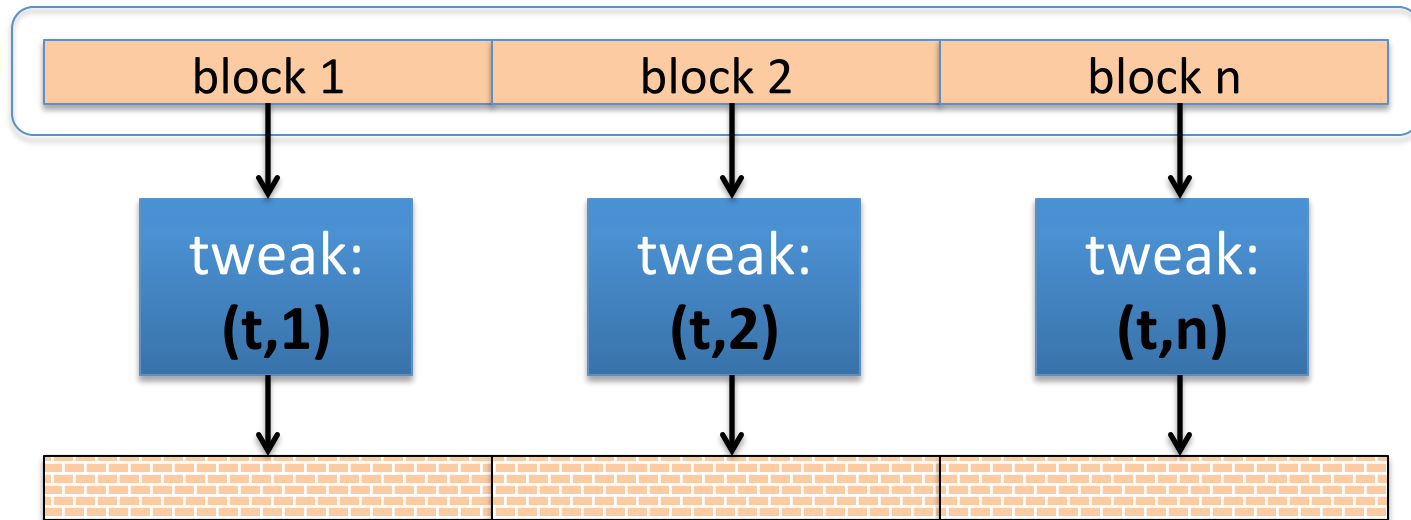 block 1 block 2 block n
tweak: tweak: tweak:
(t,1) (t,2) (t,n)